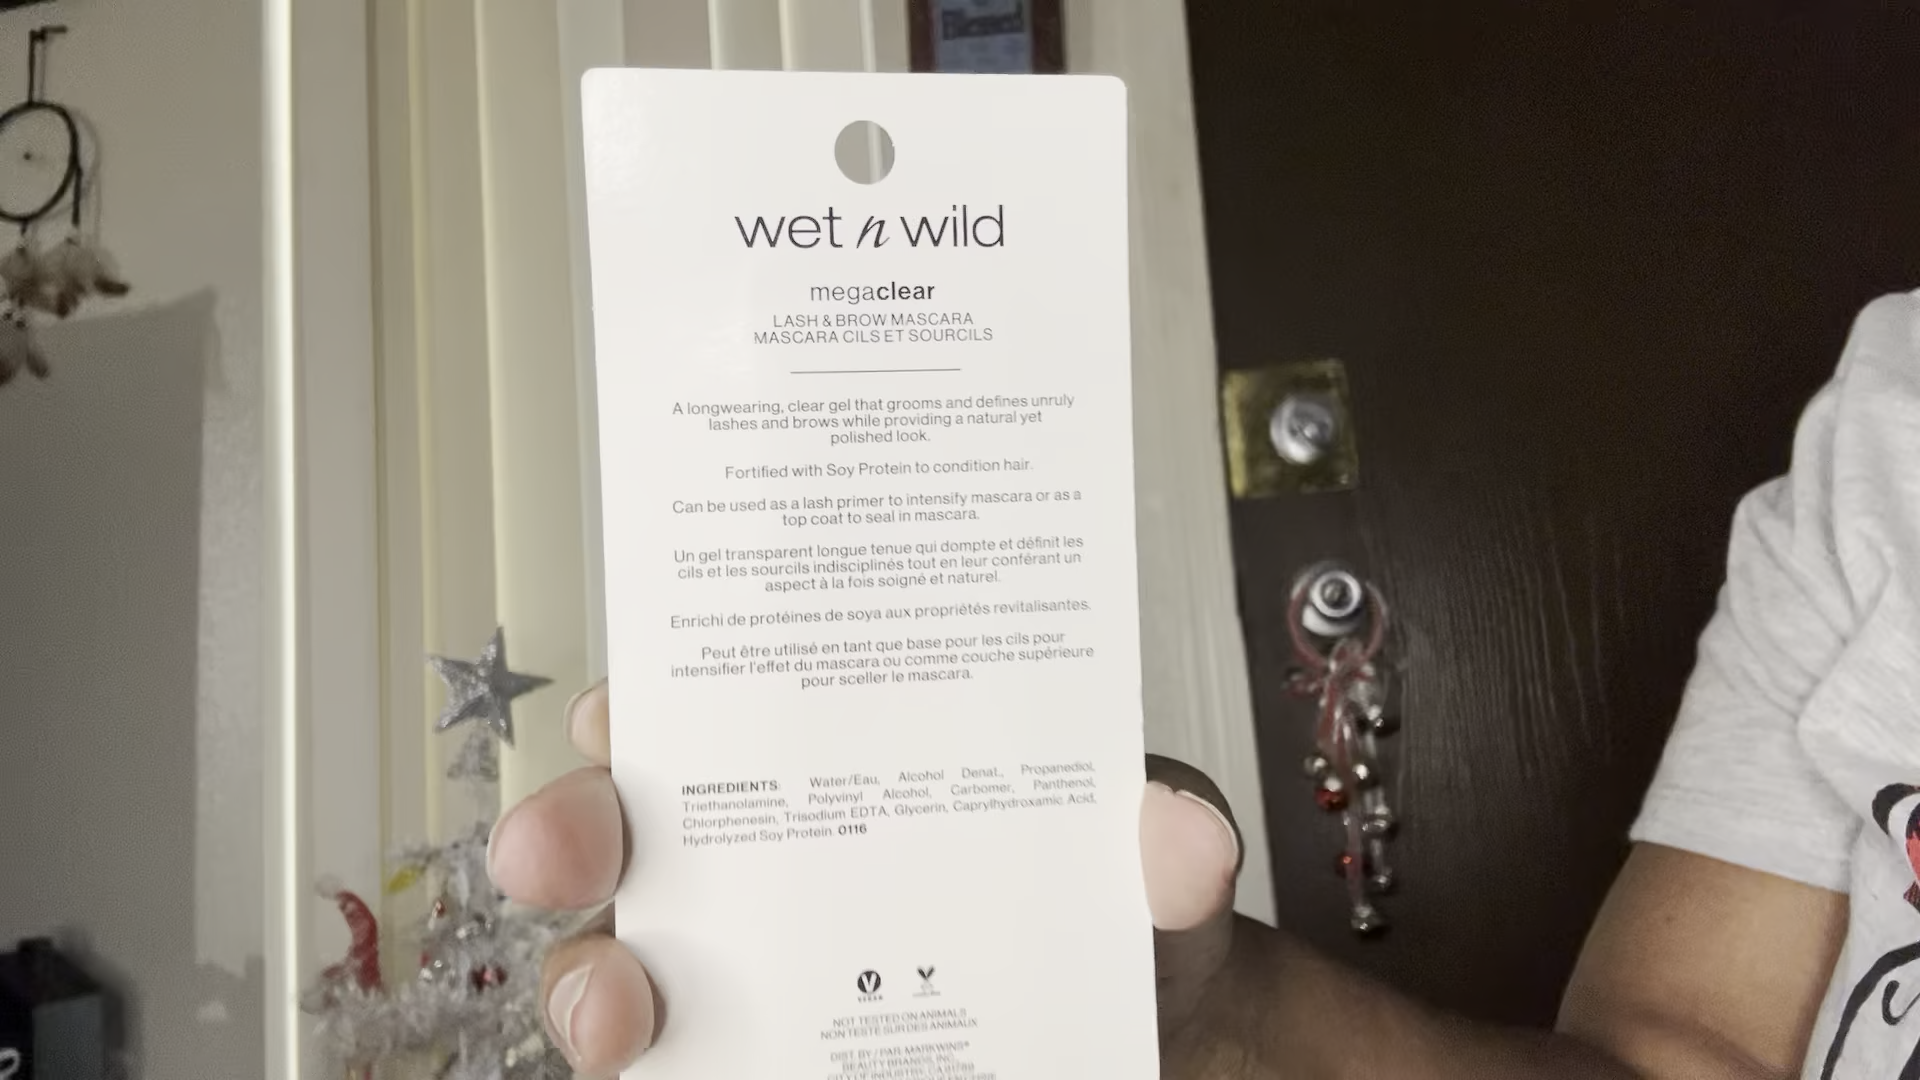 Blessed
wet n wild
megaclear
LASH & BROW MASCARA
MASCARA CILS ET SOURCILS
A longwearing, clear gel that grooms and defines unruly
lashes and brows while providing a natural yet
polished look.
Fortified with Soy Protein to condition hair.
Can be used as a lash primer to intensify mascara or as a
top coat to seal in mascara.
Un gel transparent longue tenue qui dompte et définit les
cils et les sourcils indisciplinés tout en leur conférant un
aspect à la fois soigné et naturel.
Enrichi de protéines de soya aux propriétés revitalisantes.
Peut être utilisé en tant que base pour les cils pour
intensifier l'effet du mascara ou comme couche supérieure
pour sceller le mascara.
INGREDIENTS: Water/Eau, Alcohol Denat., Propanediol,
Triethanolamine, Polyvinyl Alcohol, Carbomer, Panthenol,
Chlorphenesin, Trisodium EDTA, Glycerin, Caprylhydroxamic Acid,
Hydrolyzed Soy Protein. 0116
V
VEGAN
NOT TESTED ON ANIMALS
NON TESTÉ SUR DES ANIMAUX
DIST. BY / PAR MARKWINS®
BEAUTY BRANDS, INC.
CITY OF INDUSTRY, CA 91789